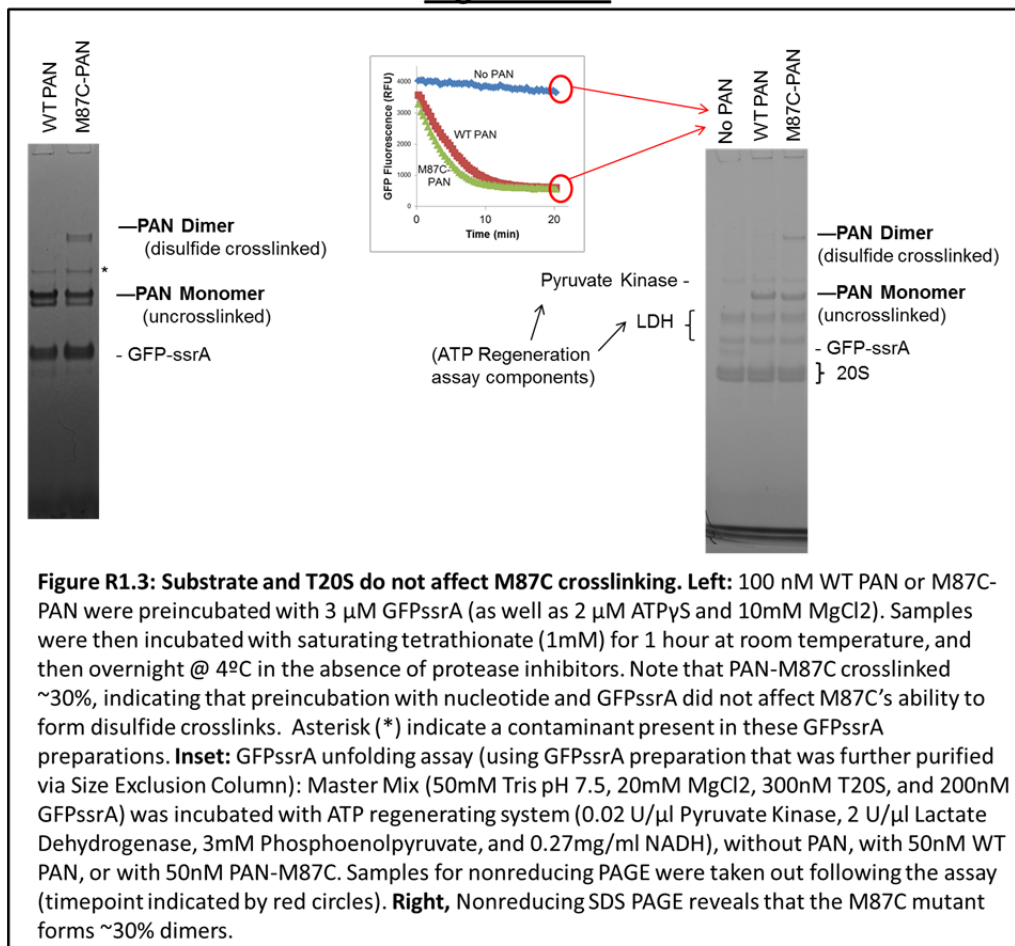 WT PAN
M87C-PAN
—PAN Dimer
(disulfide crosslinked)
*
—PAN Monomer
(uncrosslinked)
- GFP-ssrA
GFP Fluorescence (RFU)
4000
3000
2000
1000
0
No PAN
WT PAN
M87C-
PAN
0
10
20
Time (min)
Pyruvate Kinase -
LDH {
(ATP Regeneration
assay components)
No PAN
WT PAN
M87C-PAN
—PAN Dimer
(disulfide crosslinked)
—PAN Monomer
(uncrosslinked)
- GFP-ssrA
} 20S
Figure R1.3: Substrate and T20S do not affect M87C crosslinking. Left: 100 nM WT PAN or M87C-
PAN were preincubated with 3 µM GFPssrA (as well as 2 µM ATPγS and 10mM MgCl2). Samples
were then incubated with saturating tetrathionate (1mM) for 1 hour at room temperature, and
then overnight @ 4ºC in the absence of protease inhibitors. Note that PAN-M87C crosslinked
~30%, indicating that preincubation with nucleotide and GFPssrA did not affect M87C's ability to
form disulfide crosslinks. Asterisk (*) indicate a contaminant present in these GFPssrA
preparations. Inset: GFPssrA unfolding assay (using GFPssrA preparation that was further purified
via Size Exclusion Column): Master Mix (50mM Tris pH 7.5, 20mM MgCl2, 300nM T20S, and 200nM
GFPssrA) was incubated with ATP regenerating system (0.02 U/µl Pyruvate Kinase, 2 U/µl Lactate
Dehydrogenase, 3mM Phosphoenolpyruvate, and 0.27mg/ml NADH), without PAN, with 50nM WT
PAN, or with 50nM PAN-M87C. Samples for nonreducing PAGE were taken out following the assay
(timepoint indicated by red circles). Right, Nonreducing SDS PAGE reveals that the M87C mutant
forms ~30% dimers.